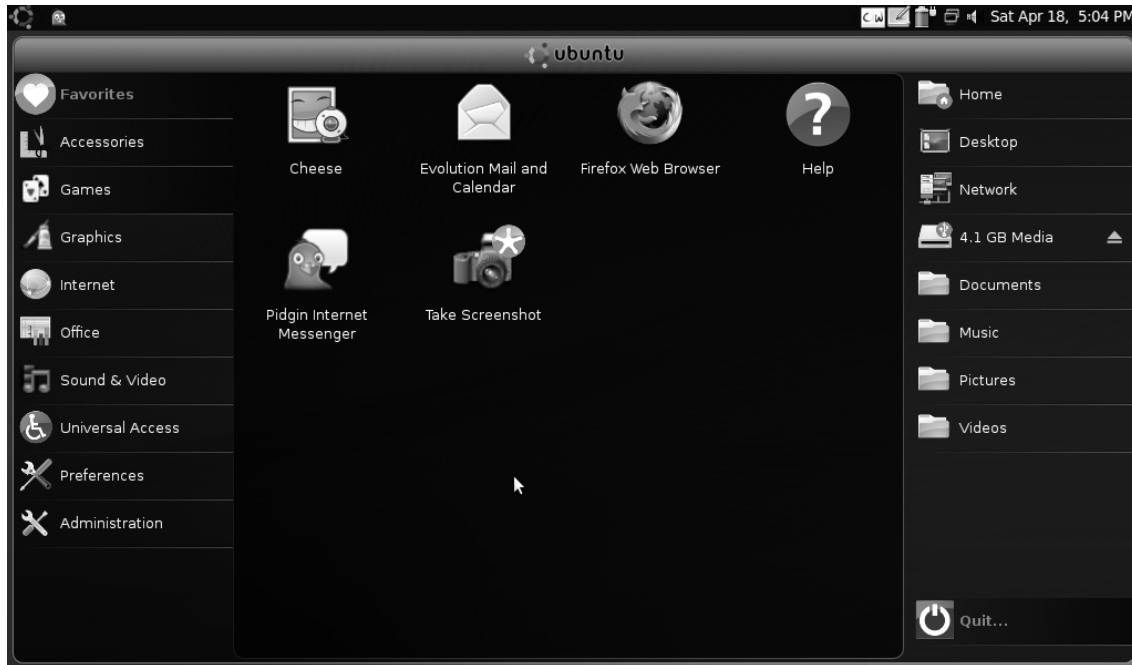 C W
Sat Apr 18, 5:04 PM
ubuntu
Favorites
Accessories
Games
Graphics
Internet
Office
Sound & Video
Universal Access
Preferences
Administration
Cheese
Evolution Mail and
Calendar
Firefox Web Browser
Help
Pidgin Internet
Messenger
Take Screenshot
Home
Desktop
Network
4.1 GB Media
Documents
Music
Pictures
Videos
Quit...